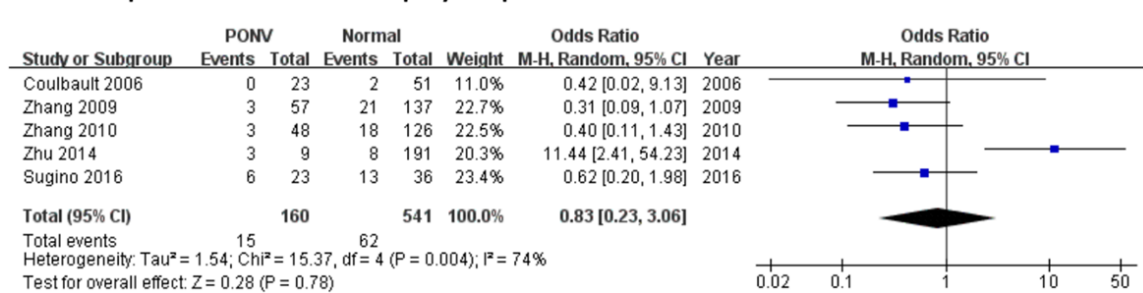 PONV Normal Odds Ratio Odds Ratio
Study or Subgroup Events Total Events Total Weight M-H, Random, 95% CI Year M-H, Random, 95% CI
Coulbault 2006 0 23 2 51 11.0% 0.42 [0.02, 9.13] 2006
Zhang 2009 3 57 21 137 22.7% 0.31 [0.09, 1.07] 2009
Zhang 2010 3 48 18 126 22.5% 0.40 [0.11, 1.43] 2010
Zhu 2014 3 9 8 191 20.3% 11.44 [2.41, 54.23] 2014
Sugino 2016 6 23 13 36 23.4% 0.62 [0.20, 1.98] 2016
Total (95% CI) 160 541 100.0% 0.83 [0.23, 3.06]
Total events 15 62
Heterogeneity: Tau² = 1.54; Chi² = 15.37, df = 4 (P = 0.004); I² = 74%
Test for overall effect: Z = 0.28 (P = 0.78)
0.02 0.1 1 10 50